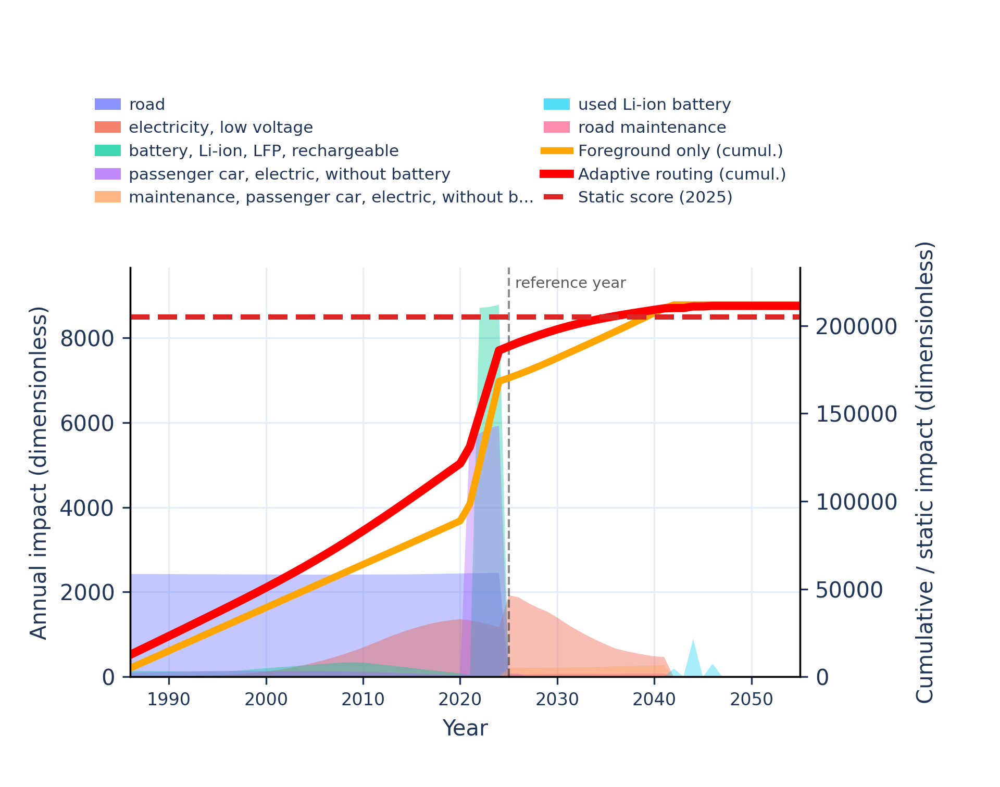 road
electricity, low voltage
battery, Li-ion, LFP, rechargeable
passenger car, electric, without battery
maintenance, passenger car, electric, without b...
used Li-ion battery
road maintenance
Foreground only (cumul.)
Adaptive routing (cumul.)
Static score (2025)
reference year
Annual impact (dimensionless)
8000
6000
4000
2000
0
200000
150000
100000
50000
0
Cumulative / static impact (dimensionless)
1990 2000 2010 2020 2030 2040 2050
Year